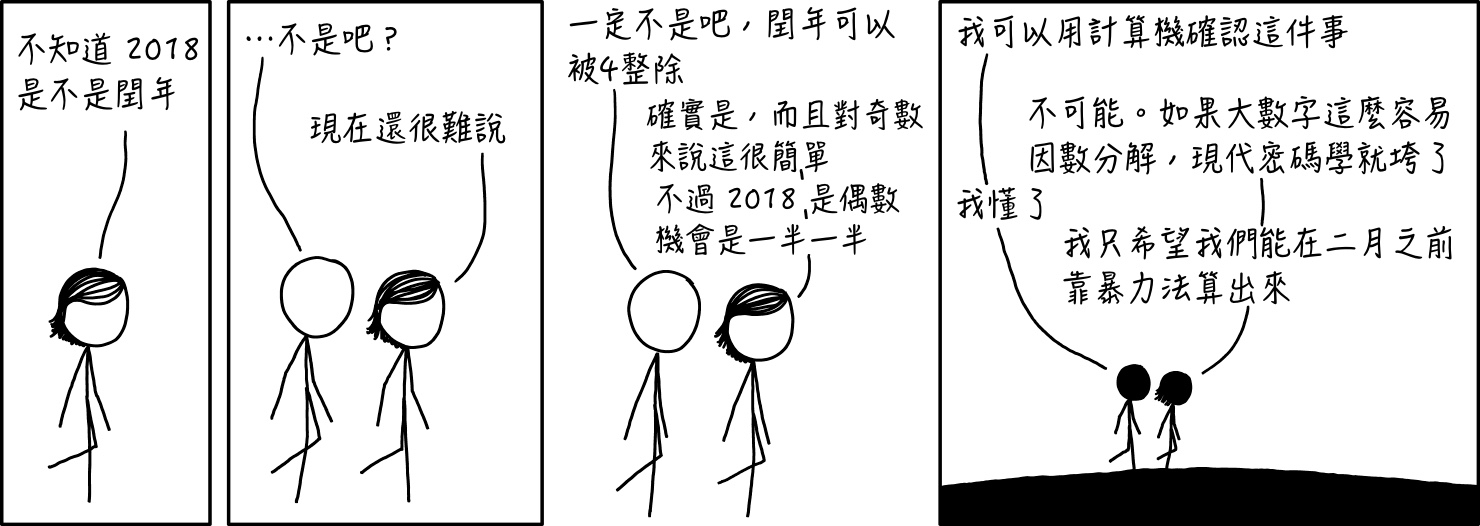 不知道 2018
是不是閏年
…不是吧？
現在還很難說
一定不是吧，閏年可以
被4整除
確實是，而且對奇數
來說這很簡單
不過 2018 是偶數
機會是一半一半
我可以用計算機確認這件事
不可能。如果大數字這麼容易
因數分解，現代密碼學就垮了
我懂了
我只希望我們能在二月之前
靠暴力法算出來